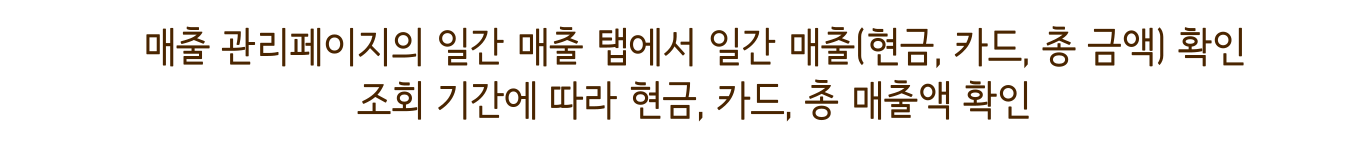 매출 관리페이지의 일간 매출 탭에서 일간 매출(현금, 카드, 총 금액) 확인
조회 기간에 따라 현금, 카드, 총 매출액 확인